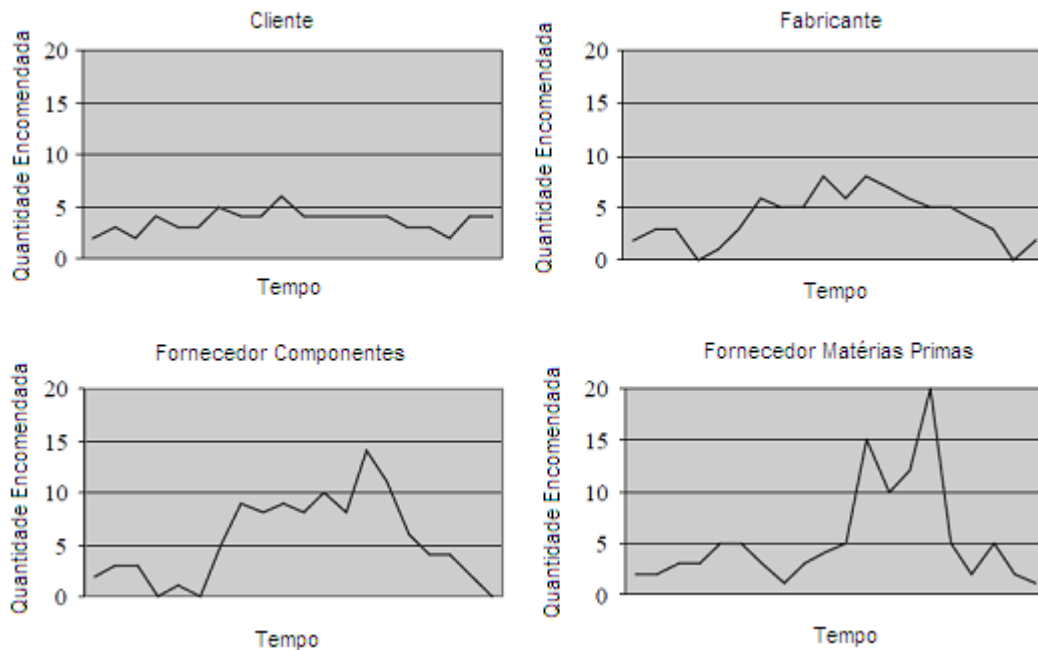 Cliente
Quantidade Encomendada
20
15
10
5
0
Tempo
Fabricante
Quantidade Encomendada
20
15
10
5
0
Tempo
Fornecedor Componentes
Quantidade Encomendada
20
15
10
5
0
Tempo
Fornecedor Matérias Primas
Quantidade Encomendada
20
15
10
5
0
Tempo